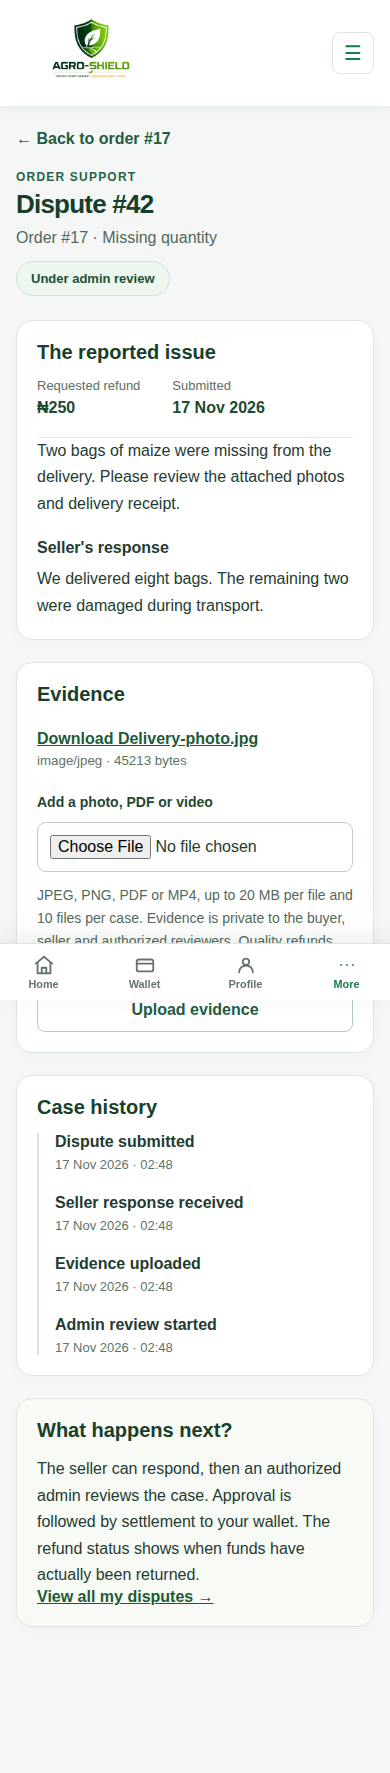 AGRO-SHIELD
☰
← Back to order #17
ORDER SUPPORT
Dispute #42
Order #17 · Missing quantity
Under admin review
The reported issue
Requested refund
₦250
Submitted
17 Nov 2026
Two bags of maize were missing from the
delivery. Please review the attached photos
and delivery receipt.
Seller's response
We delivered eight bags. The remaining two
were damaged during transport.
Evidence
Download Delivery-photo.jpg
image/jpeg · 45213 bytes
Add a photo, PDF or video
Choose File No file chosen
JPEG, PNG, PDF or MP4, up to 20 MB per file and
10 files per case. Evidence is private to the buyer,
seller and authorized reviewers. Quality refunds
Home
Wallet
Profile
More
Upload evidence
Case history
Dispute submitted
17 Nov 2026 · 02:48
Seller response received
17 Nov 2026 · 02:48
Evidence uploaded
17 Nov 2026 · 02:48
Admin review started
17 Nov 2026 · 02:48
What happens next?
The seller can respond, then an authorized
admin reviews the case. Approval is
followed by settlement to your wallet. The
refund status shows when funds have
actually been returned.
View all my disputes →